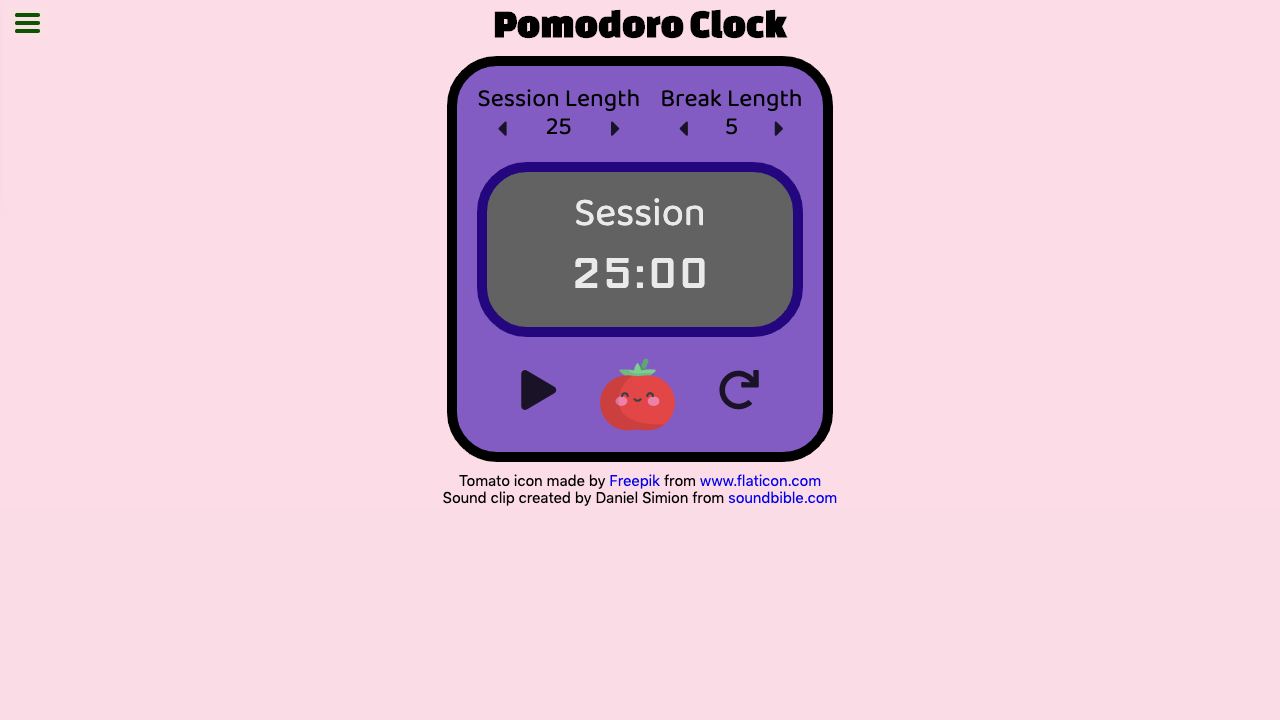 Pomodoro Clock
Session Length
25
Break Length
5
Session
25:00
Tomato icon made by Freepik from www.flaticon.com
Sound clip created by Daniel Simion from soundbible.com